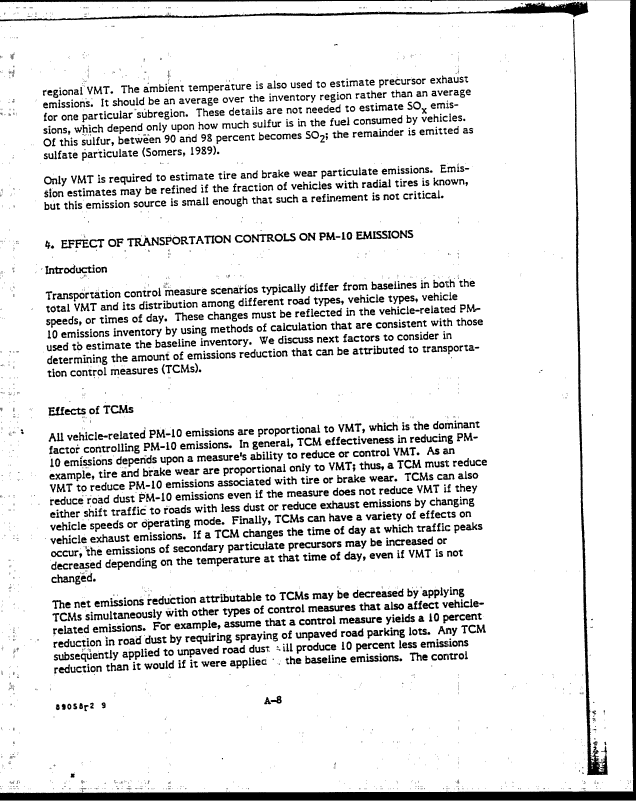 regional VMT. The ambient temperature is also used to estimate precursor exhaust
emissions. It should be an average over the inventory region rather than an average
for one particular subregion. These details are not needed to estimate SOx emis-
sions, which depend only upon how much sulfur is in the fuel consumed by vehicles.
Of this sulfur, between 90 and 98 percent becomes SO2; the remainder is emitted as
sulfate particulate (Somers, 1989).
Only VMT is required to estimate tire and brake wear particulate emissions. Emis-
sion estimates may be refined if the fraction of vehicles with radial tires is known,
but this emission source is small enough that such a refinement is not critical.
4. EFFECT OF TRANSPORTATION CONTROLS ON PM-10 EMISSIONS
Introduction
Transportation control measure scenarios typically differ from baselines in both the
total VMT and its distribution among different road types, vehicle types, vehicle
speeds, or times of day. These changes must be reflected in the vehicle-related PM-
10 emissions inventory by using methods of calculation that are consistent with those
used to estimate the baseline inventory. We discuss next factors to consider in
determining the amount of emissions reduction that can be attributed to transporta-
tion control measures (TCMs).
Effects of TCMs
All vehicle-related PM-10 emissions are proportional to VMT, which is the dominant
factor controlling PM-10 emissions. In general, TCM effectiveness in reducing PM-
10 emissions depends upon a measure's ability to reduce or control VMT. As an
example, tire and brake wear are proportional only to VMT; thus, a TCM must reduce
VMT to reduce PM-10 emissions associated with tire or brake wear. TCMs can also
reduce road dust PM-10 emissions even if the measure does not reduce VMT if they
either shift traffic to roads with less dust or reduce exhaust emissions by changing
vehicle speeds or operating mode. Finally, TCMs can have a variety of effects on
vehicle exhaust emissions. If a TCM changes the time of day at which traffic peaks
occur, the emissions of secondary particulate precursors may be increased or
decreased depending on the temperature at that time of day, even if VMT is not
changed.
The net emissions reduction attributable to TCMs may be decreased by applying
TCMs simultaneously with other types of control measures that also affect vehicle-
related emissions. For example, assume that a control measure yields a 10 percent
reduction in road dust by requiring spraying of unpaved road parking lots. Any TCM
subsequently applied to unpaved road dust will produce 10 percent less emissions
reduction than it would if it were applied the baseline emissions. The control
89058r2 9
A-8